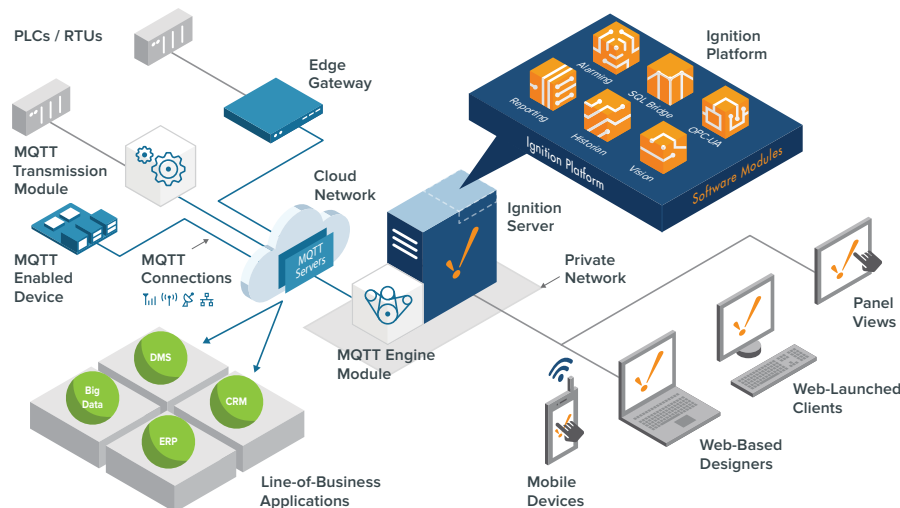 PLCs / RTUs
Edge
Gateway
Ignition
Platform
Alarming
SQL Bridge
OPC-UA
Reporting
Historian
Vision
Ignition Platform
Software Modules
MQTT
Transmission
Module
Cloud
Network
MQTT
Servers
Ignition
Server
MQTT
Enabled
Device
MQTT
Connections
Private
Network
Panel
Views
MQTT Engine
Module
Web-Launched
Clients
Web-Based
Designers
Mobile
Devices
DMS
Big
Data
CRM
ERP
Line-of-Business
Applications